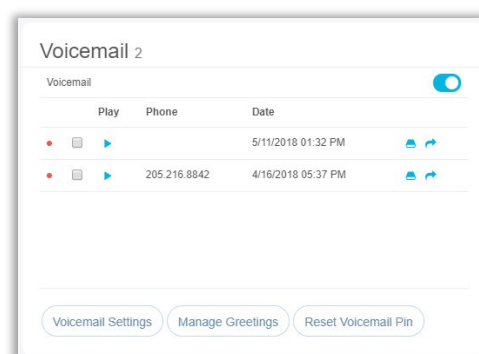 Voicemail 2
Voicemail
Play Phone Date
5/11/2018 01:32 PM
205.216.8842 4/16/2018 05:37 PM
Voicemail Settings Manage Greetings Reset Voicemail Pin